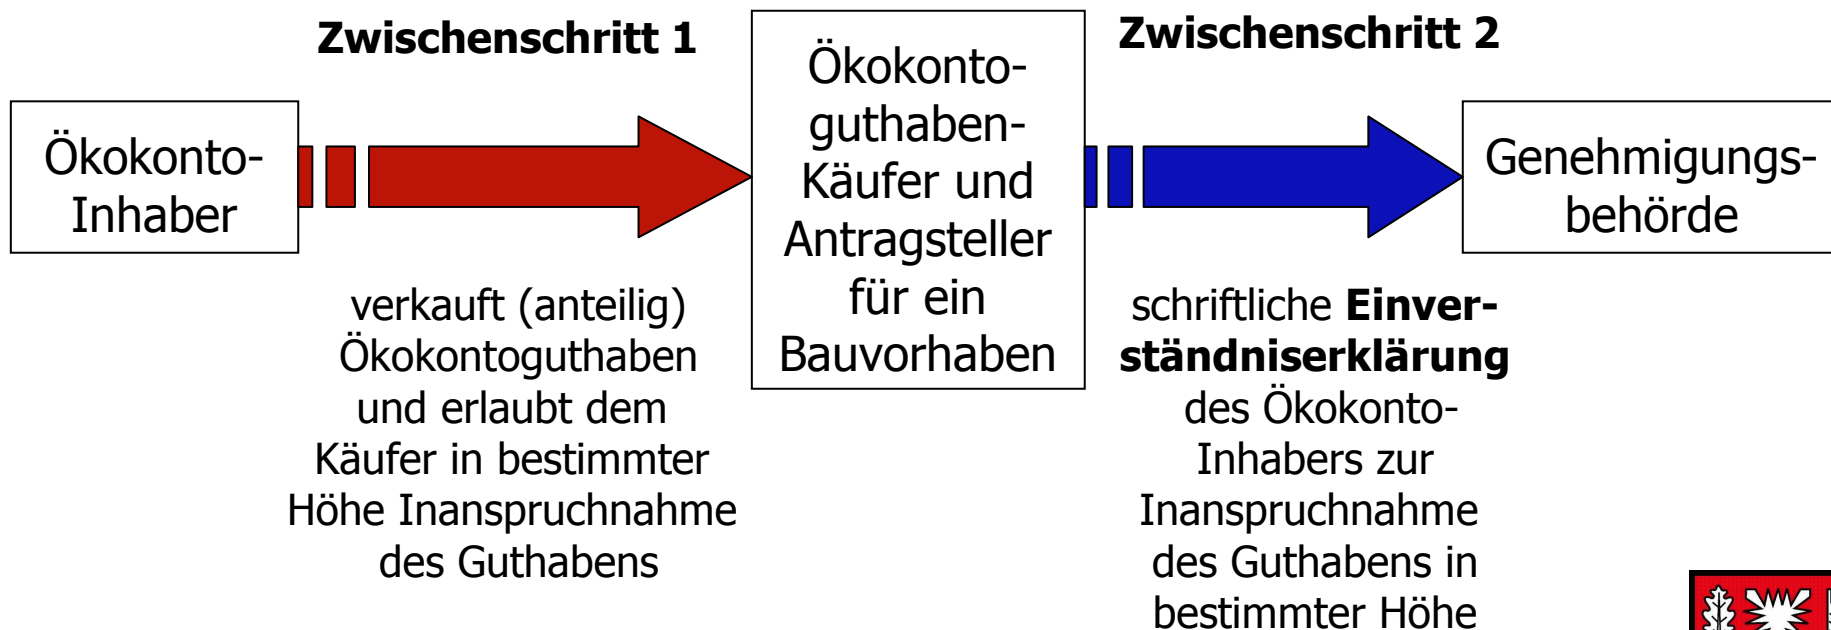 Zwischenschritt 1
Zwischenschritt 2
Ökokonto-
Inhaber
Ökokonto-
guthaben-
Käufer und
Antragsteller
für ein
Bauvorhaben
Genehmigungs-
behörde
verkauft (anteilig)
Ökokontoguthaben
und erlaubt dem
Käufer in bestimmter
Höhe Inanspruchnahme
des Guthabens
schriftliche Einver-
ständniserklärung
des Ökokonto-
Inhabers zur
Inanspruchnahme
des Guthabens in
bestimmter Höhe